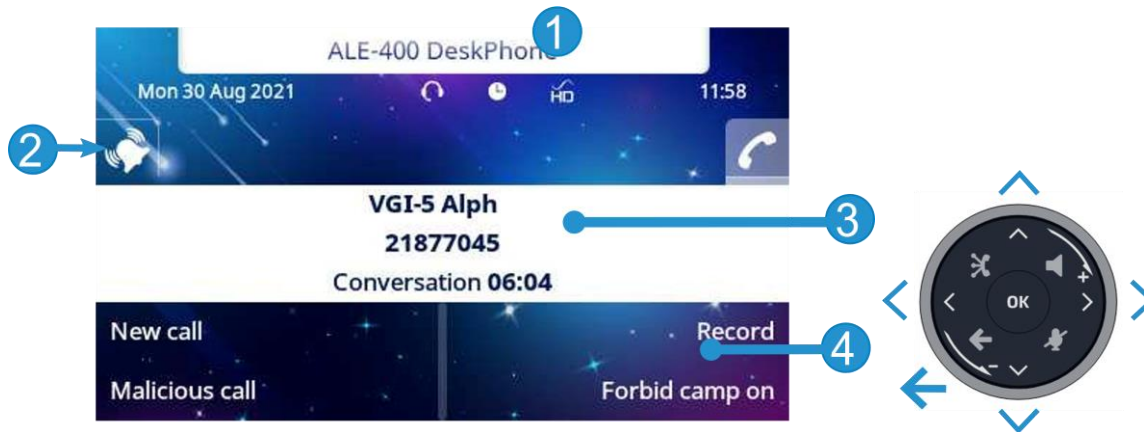 1
ALE-400 DeskPhone
Mon 30 Aug 2021 HD 11:58
2
VGI-5 Alph
3
21877045
Conversation 06:04
New call Record
4
Malicious call Forbid camp on
+
OK
-